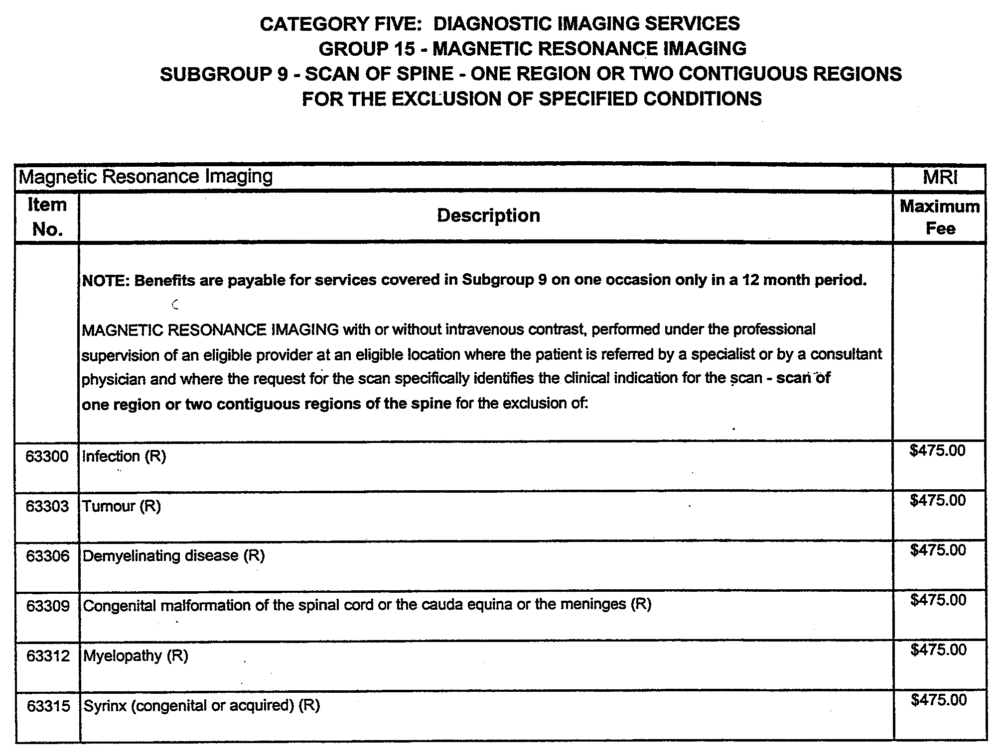 CATEGORY FIVE: DIAGNOSTIC IMAGING SERVICES
GROUP 15 - MAGNETIC RESONANCE IMAGING
SUBGROUP 9 - SCAN OF SPINE - ONE REGION OR TWO CONTIGUOUS REGIONS
FOR THE EXCLUSION OF SPECIFIED CONDITIONS
Magnetic Resonance Imaging MRI
Item No. Description Maximum Fee
NOTE: Benefits are payable for services covered in Subgroup 9 on one occasion only in a 12 month period.
MAGNETIC RESONANCE IMAGING with or without intravenous contrast, performed under the professional
supervision of an eligible provider at an eligible location where the patient is referred by a specialist or by a consultant
physician and where the request for the scan specifically identifies the clinical indication for the scan - scan of
one region or two contiguous regions of the spine for the exclusion of:
63300 Infection (R) $475.00
63303 Tumour (R) $475.00
63306 Demyelinating disease (R) $475.00
63309 Congenital malformation of the spinal cord or the cauda equina or the meninges (R) $475.00
63312 Myelopathy (R) $475.00
63315 Syrinx (congenital or acquired) (R) $475.00